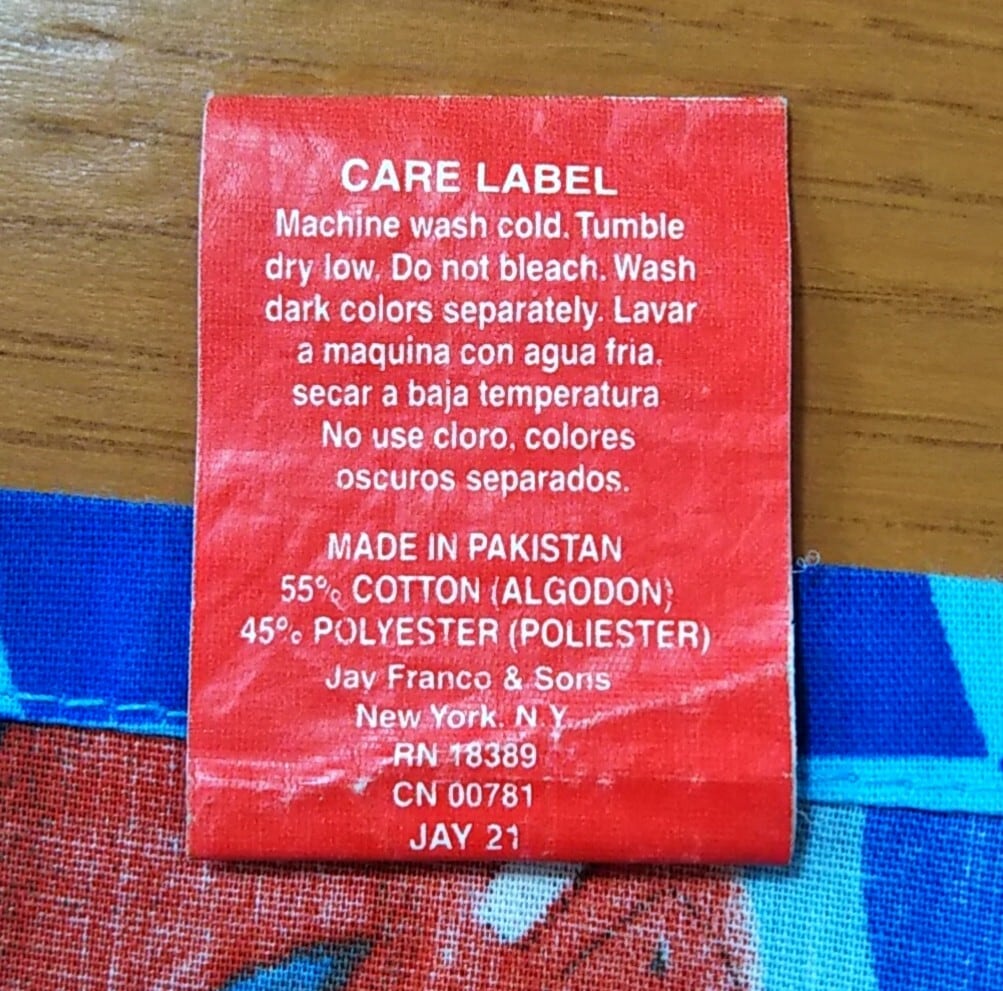 CARE LABEL
Machine wash cold. Tumble
dry low. Do not bleach. Wash
dark colors separately. Lavar
a maquina con agua fria.
secar a baja temperatura
No use cloro, colores
oscuros separados.
MADE IN PAKISTAN
55% COTTON (ALGODON)
45% POLYESTER (POLIESTER)
Jay Franco & Sons
New York. N.Y.
RN 18389
CN 00781
JAY 21